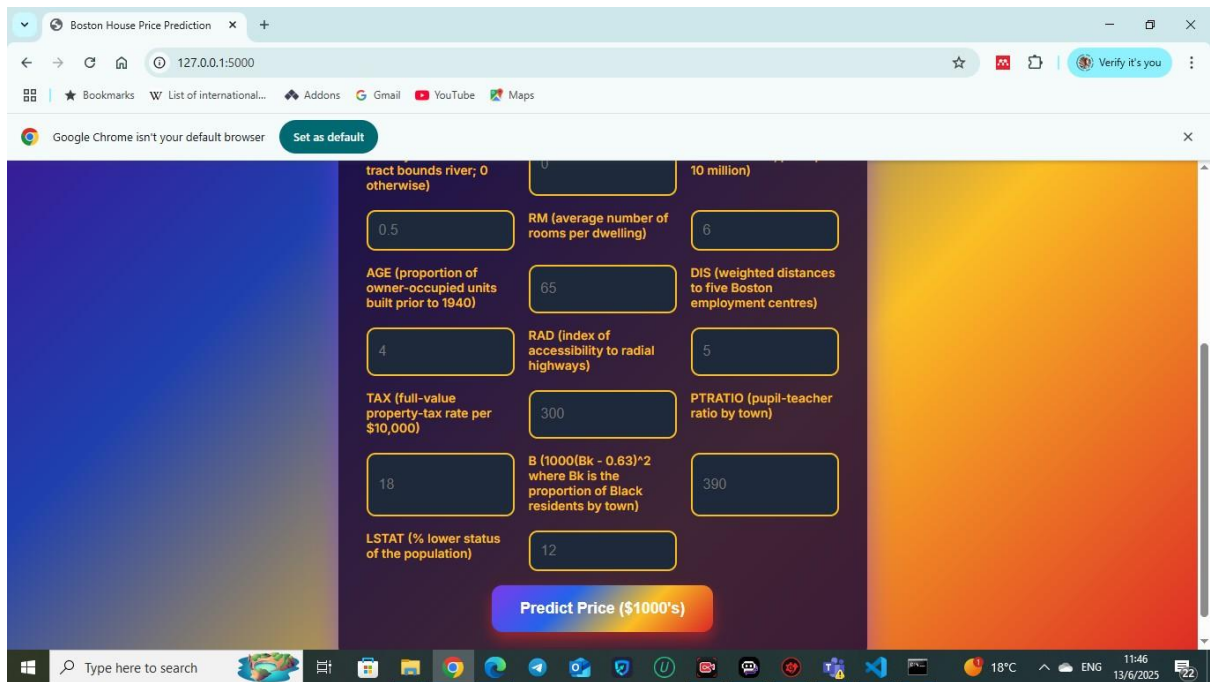 Boston House Price Prediction
127.0.0.1:5000
Verify it's you
Bookmarks
List of international...
Addons
Gmail
YouTube
Maps
Google Chrome isn't your default browser
Set as default
tract bounds river; 0
otherwise)
0
10 million)
0.5
RM (average number of
rooms per dwelling)
6
AGE (proportion of
owner-occupied units
built prior to 1940)
65
DIS (weighted distances
to five Boston
employment centres)
4
RAD (index of
accessibility to radial
highways)
5
TAX (full-value
property-tax rate per
$10,000)
300
PTRATIO (pupil-teacher
ratio by town)
18
B (1000(Bk - 0.63)^2
where Bk is the
proportion of Black
residents by town)
390
LSTAT (% lower status
of the population)
12
Predict Price ($1000's)
Type here to search
18°C
ENG
11:46
13/6/2025
22